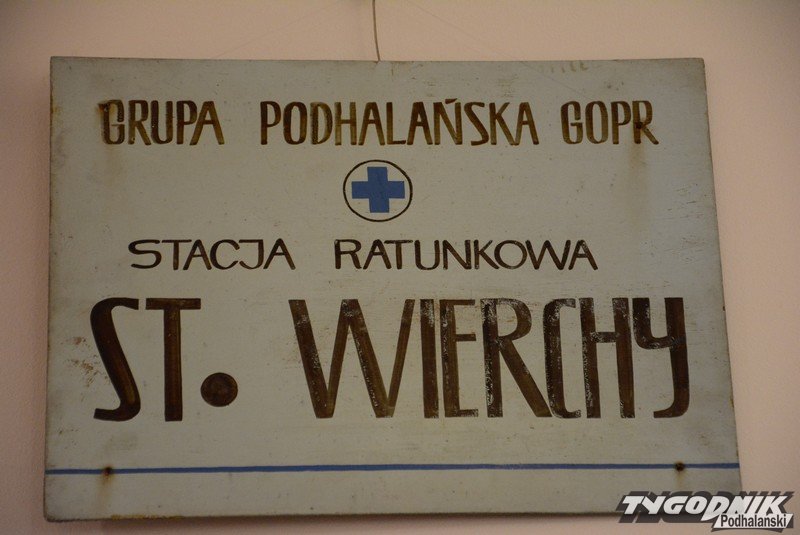 GRUPA PODHALAŃSKA GOPR
STACJA RATUNKOWA
ST. WIERCHY
TYGODNIK
Podhalański